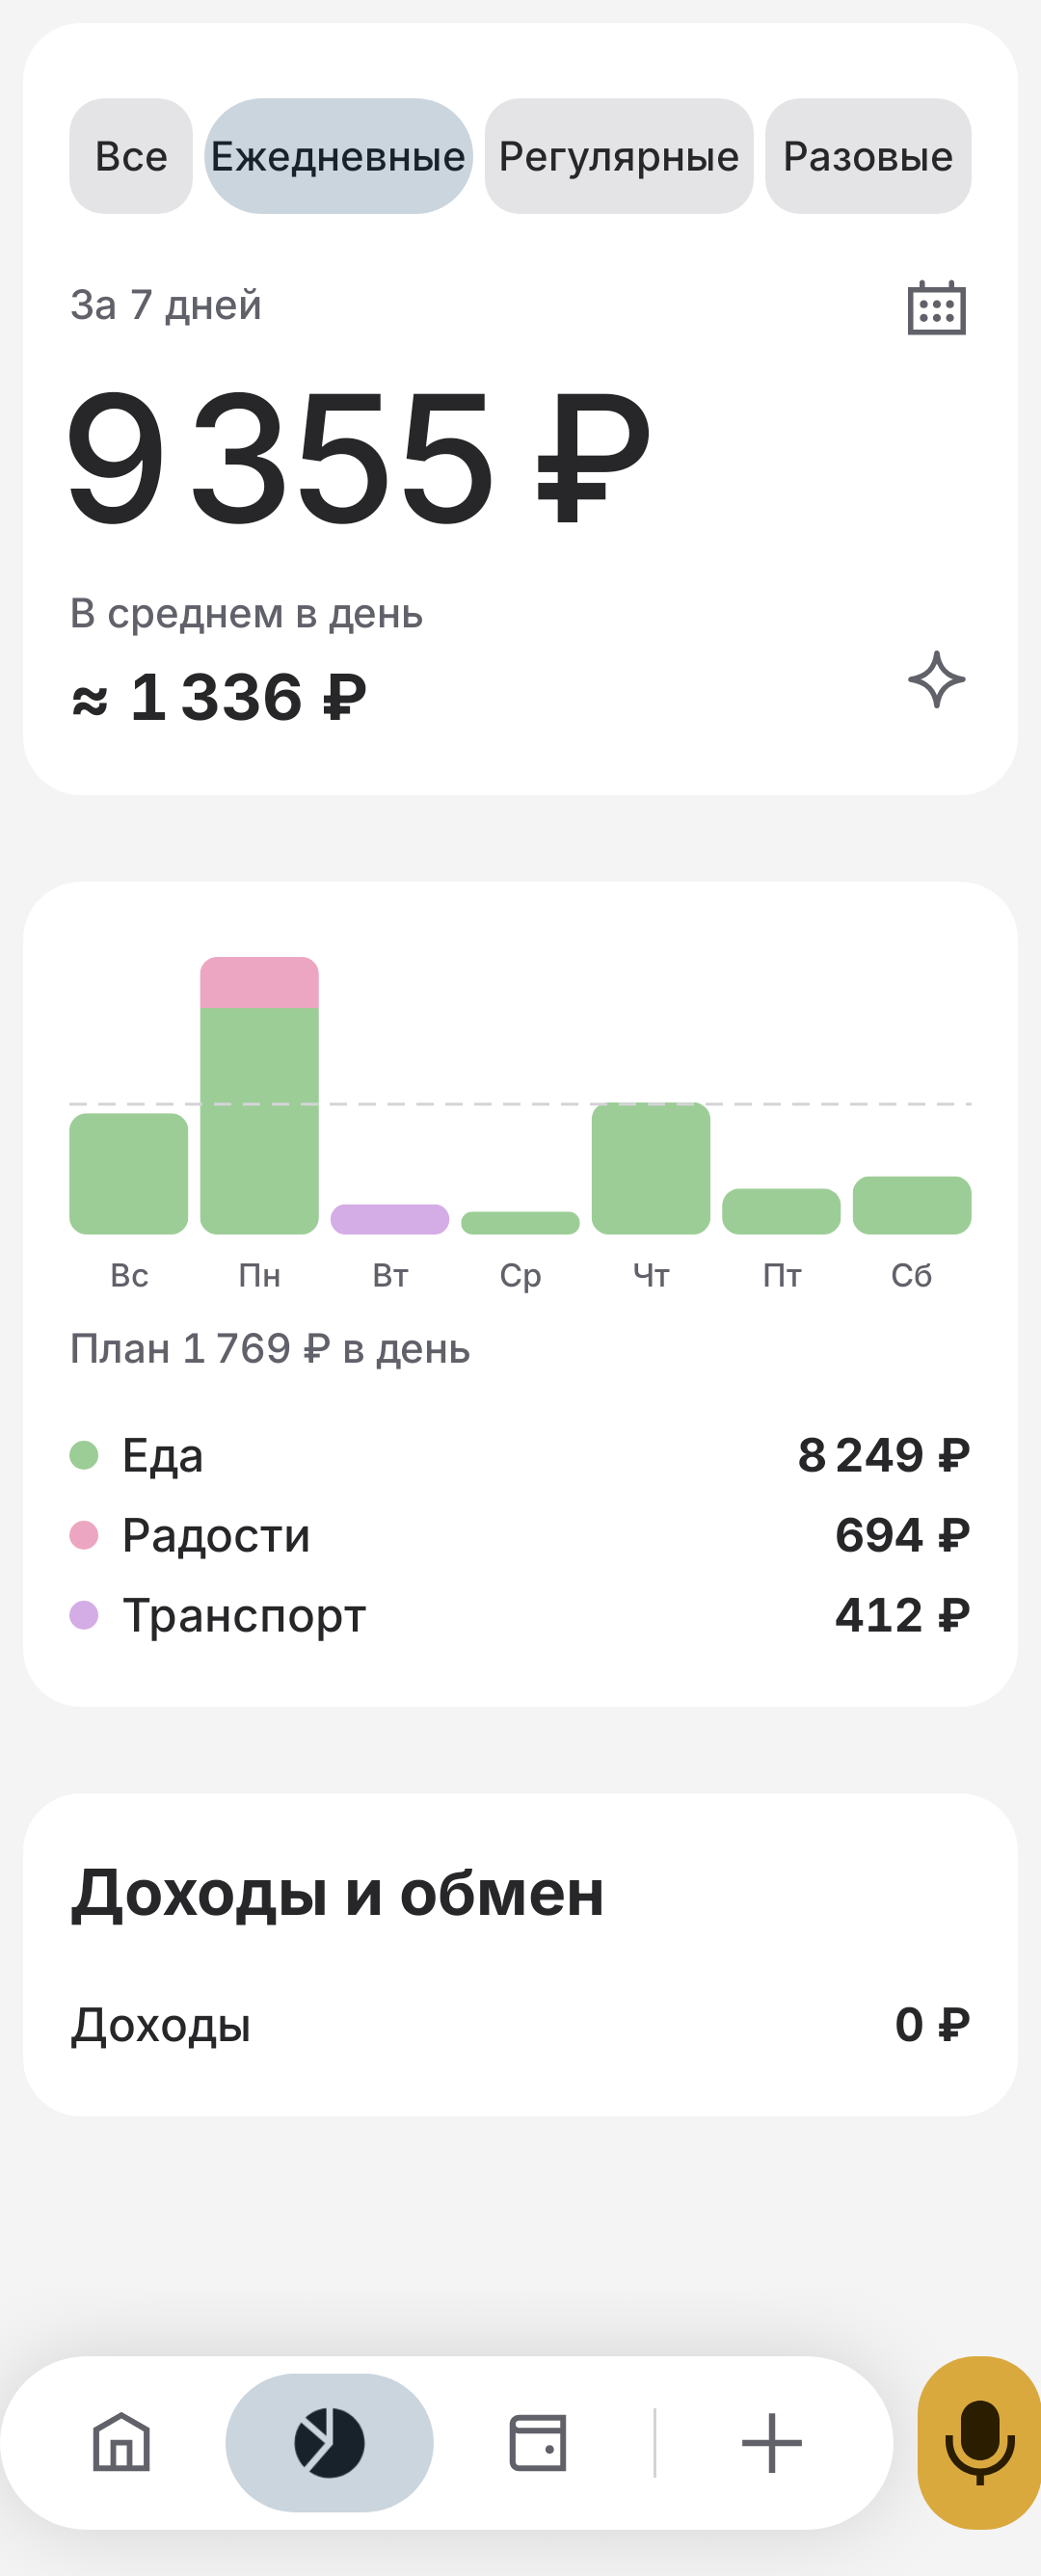 Все Ежедневные Регулярные Разовые
За 7 дней
9 355 ₽
В среднем в день
≈ 1 336 ₽
Вс Пн Вт Ср Чт Пт Сб
План 1 769 ₽ в день
Еда 8 249 ₽
Радости 694 ₽
Транспорт 412 ₽
Доходы и обмен
Доходы 0 ₽